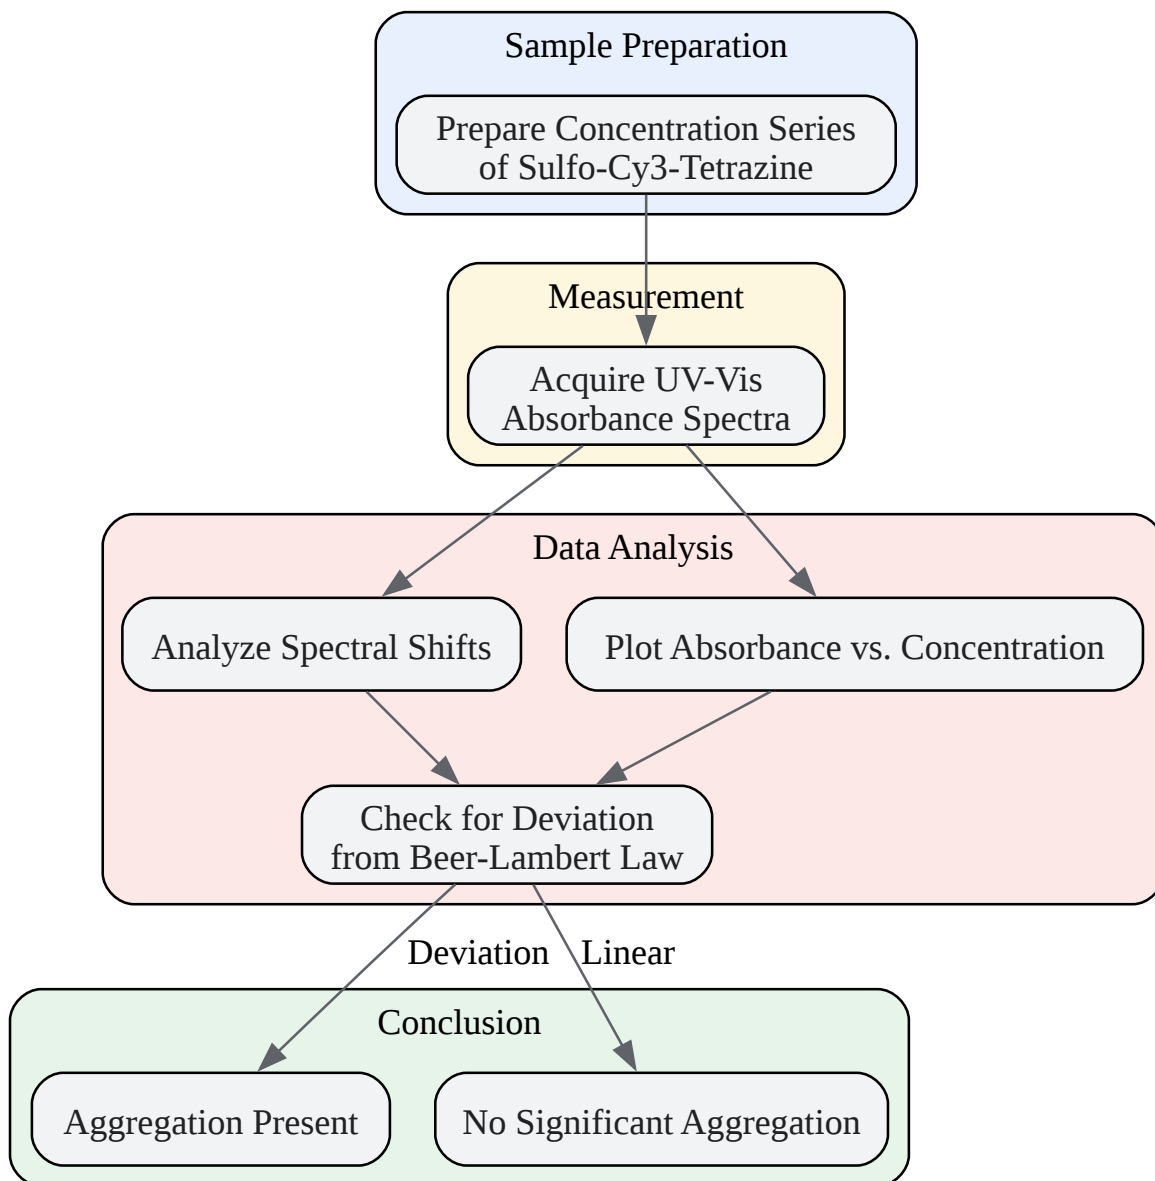 Sample Preparation
Prepare Concentration Series
of Sulfo-Cy3-Tetrazine
Measurement
Acquire UV-Vis
Absorbance Spectra
Data Analysis
Analyze Spectral Shifts
Plot Absorbance vs. Concentration
Check for Deviation
from Beer-Lambert Law
Deviation
Linear
Conclusion
Aggregation Present
No Significant Aggregation